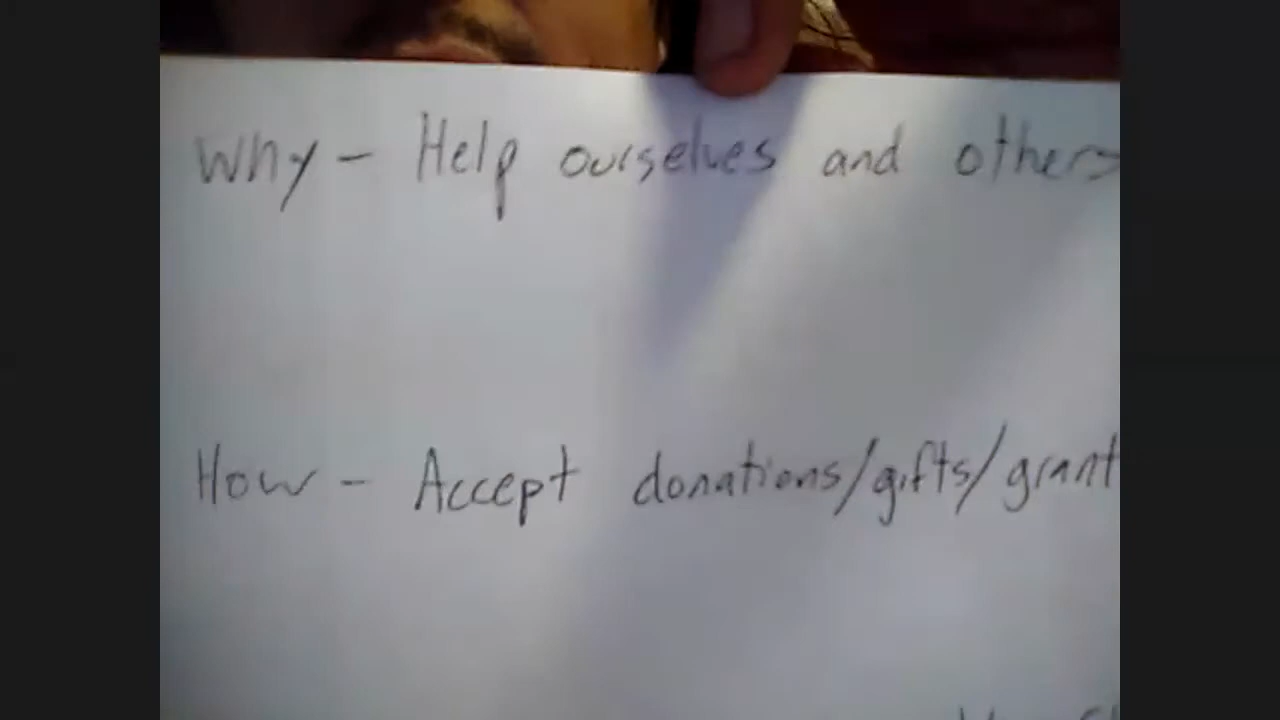 Why - Help ourselves and others
How - Accept donations/gifts/grant